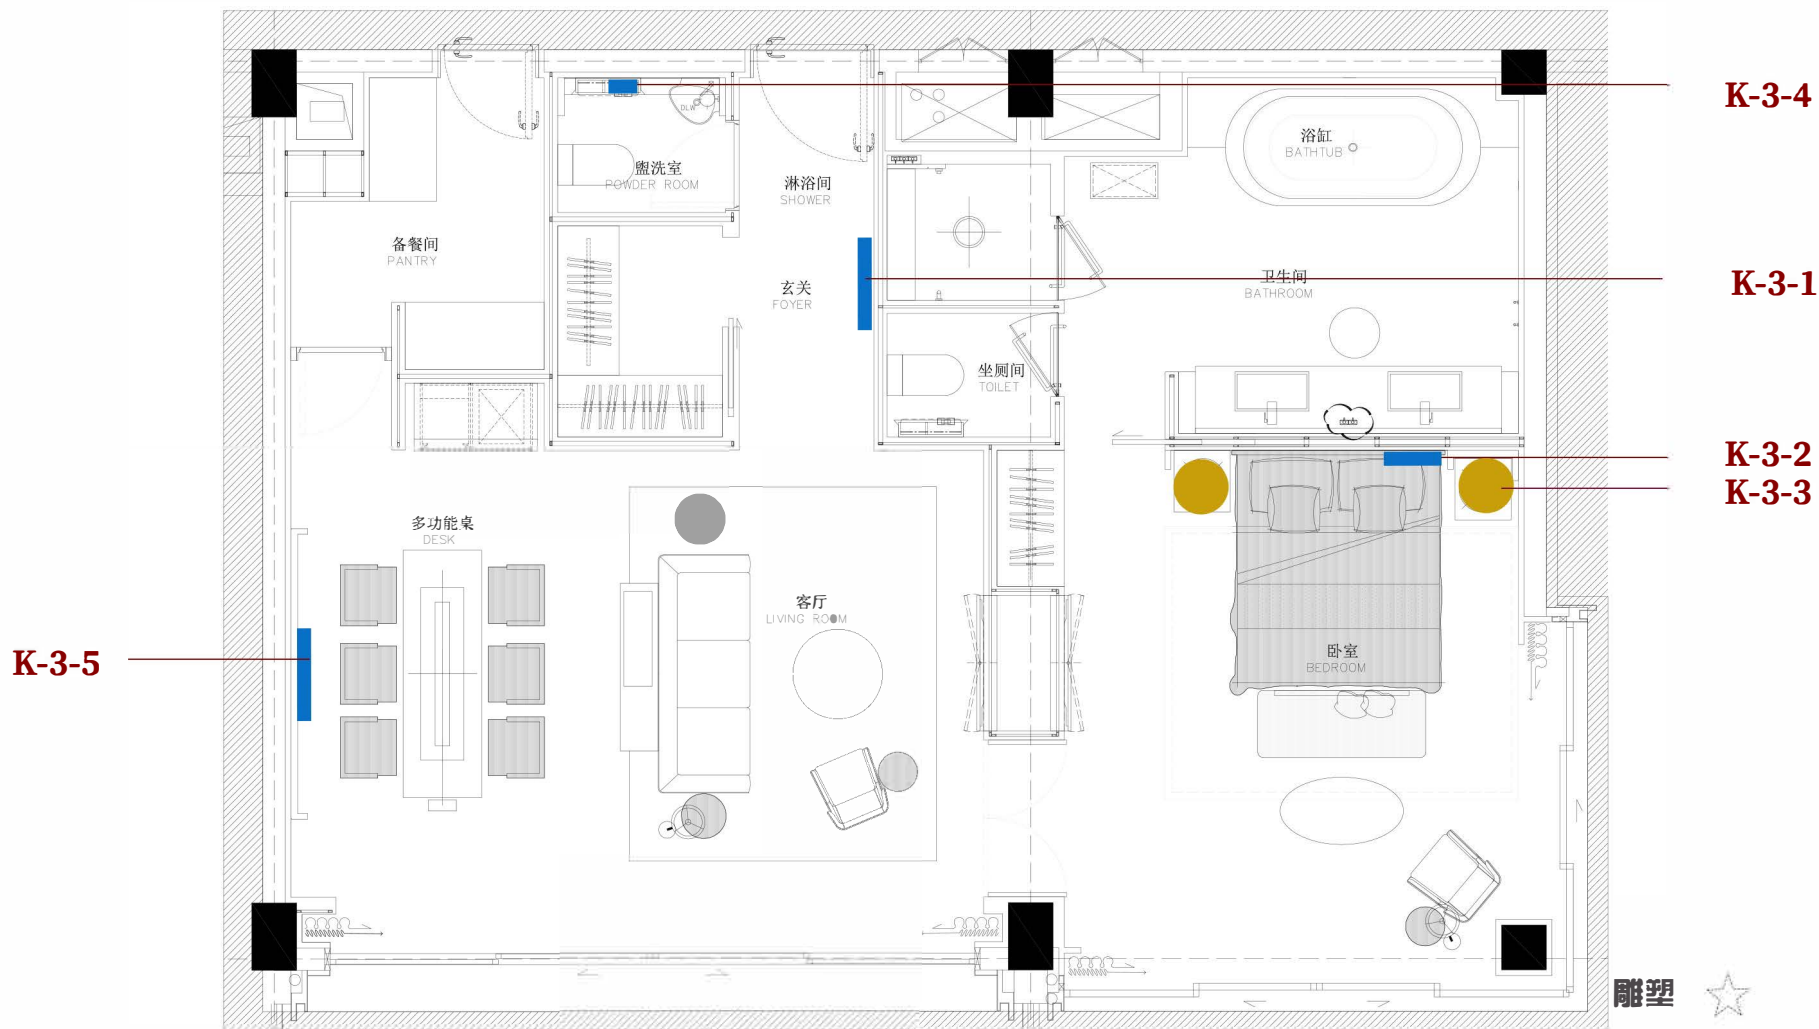 K-3-4
DLW
浴缸
BATHTUB
盥洗室
POWDER ROOM
淋浴间
SHOWER
备餐间
PANTRY
卫生间
BATHROOM
玄关
FOYER
K-3-1
坐厕间
TOILET
K-3-2
K-3-3
多功能桌
DESK
客厅
LIVING ROOM
卧室
BEDROOM
K-3-5
雕塑